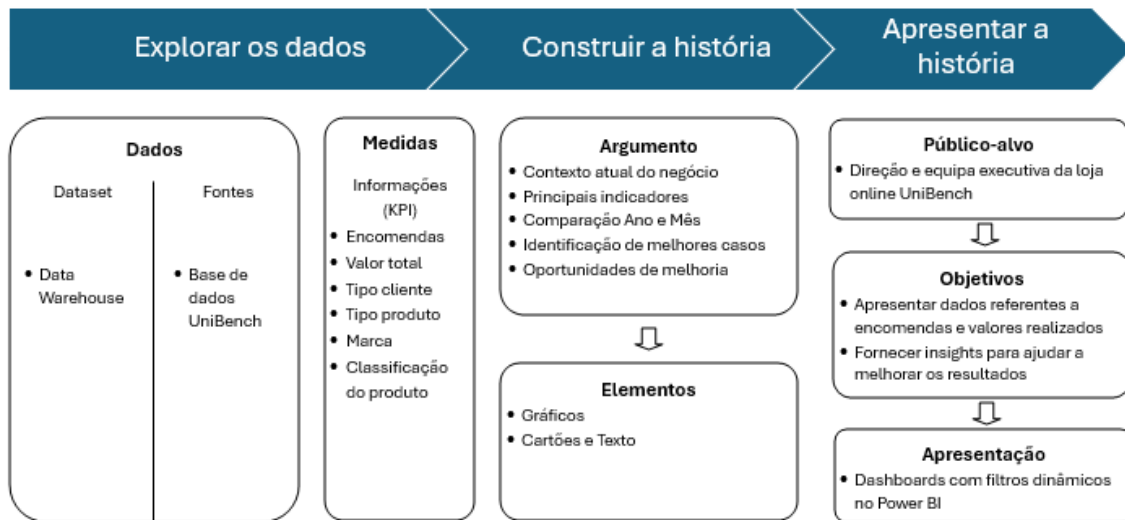 Explorar os dados
Construir a história
Apresentar a
história
Dados
Dataset
Fontes
• Data
Warehouse
• Base de
dados
UniBench
Medidas
Informações
(KPI)
• Encomendas
• Valor total
• Tipo cliente
• Tipo produto
• Marca
• Classificação
do produto
Argumento
• Contexto atual do negócio
• Principais indicadores
• Comparação Ano e Mês
• Identificação de melhores casos
• Oportunidades de melhoria
Elementos
• Gráficos
• Cartões e Texto
Público-alvo
• Direção e equipa executiva da loja
online UniBench
Objetivos
• Apresentar dados referentes a
encomendas e valores realizados
• Fornecer insights para ajudar a
melhorar os resultados
Apresentação
• Dashboards com filtros dinâmicos
no Power BI